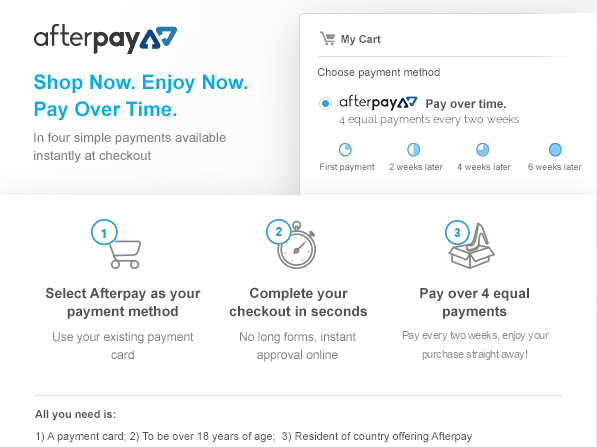 afterpay
Shop Now. Enjoy Now.
Pay Over Time.
In four simple payments available
instantly at checkout
My Cart
Choose payment method
afterpay Pay over time.
4 equal payments every two weeks
First payment 2 weeks later 4 weeks later 6 weeks later
1
Select Afterpay as your
payment method
Use your existing payment
card
2
Complete your
checkout in seconds
No long forms, instant
approval online
3
Pay over 4 equal
payments
Pay every two weeks, enjoy your
purchase straight away!
All you need is:
1) A payment card; 2) To be over 18 years of age; 3) Resident of country offering Afterpay